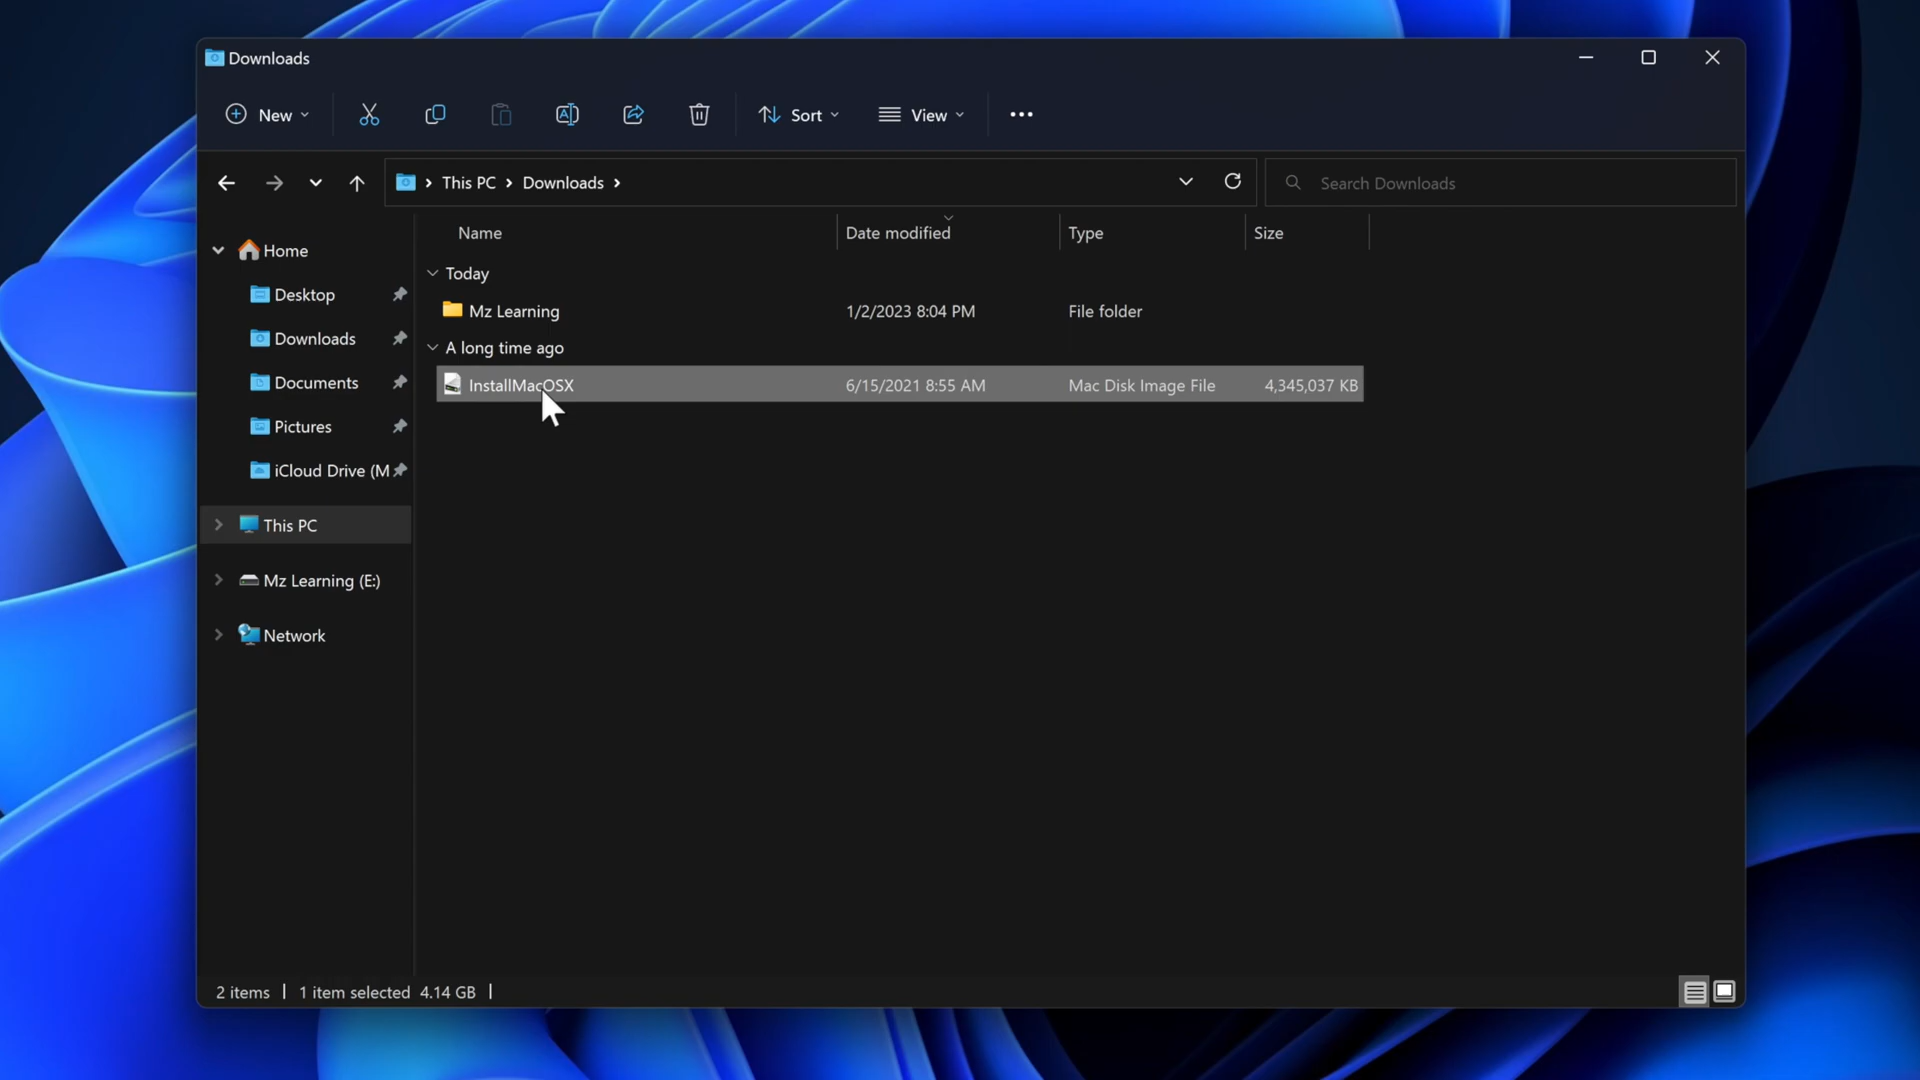 Downloads
New
Sort
View
This PC
Downloads
Search Downloads
Name
Date modified
Type
Size
Home
Desktop
Downloads
Documents
Pictures
iCloud Drive (M
This PC
Mz Learning (E:)
Network
Today
Mz Learning 1/2/2023 8:04 PM File folder
A long time ago
InstallMacOSX 6/15/2021 8:55 AM Mac Disk Image File 4,345,037 KB
2 items 1 item selected 4.14 GB